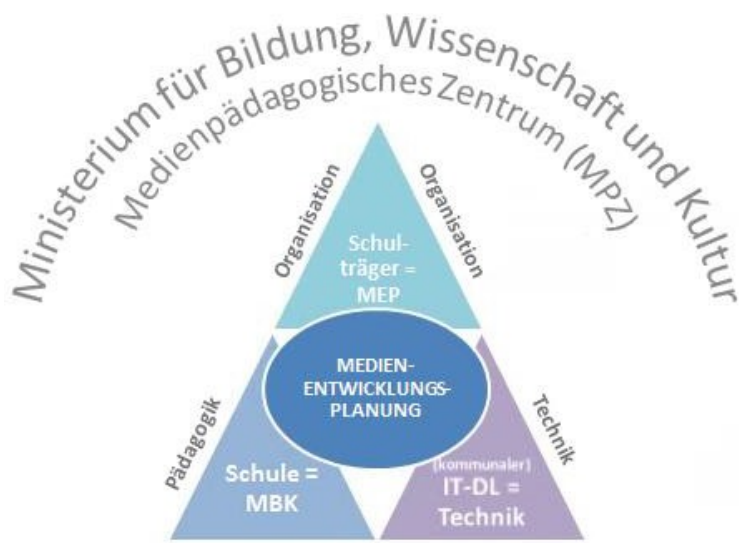 Ministerium für Bildung, Wissenschaft und Kultur
Medienpädagogisches Zentrum (MPZ)
Organisation
Organisation
Schul-
träger =
MEP
MEDIEN-
ENTWICKLUNGS-
PLANUNG
Pädagogik
Technik
Schule =
MBK
(kommunaler)
IT-DL =
Technik